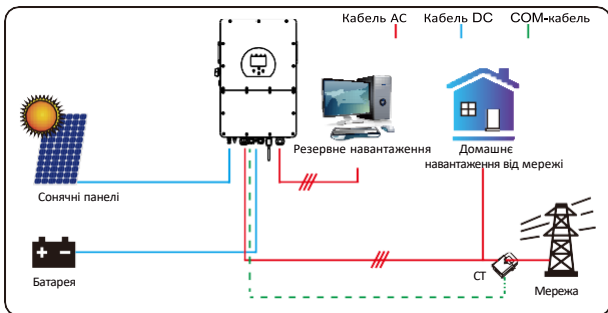 Кабель AC Кабель DC COM-кабель
Резервне навантаження
Домашнє
навантаження від мережі
Сонячні панелі
Батарея
CT
Мережа